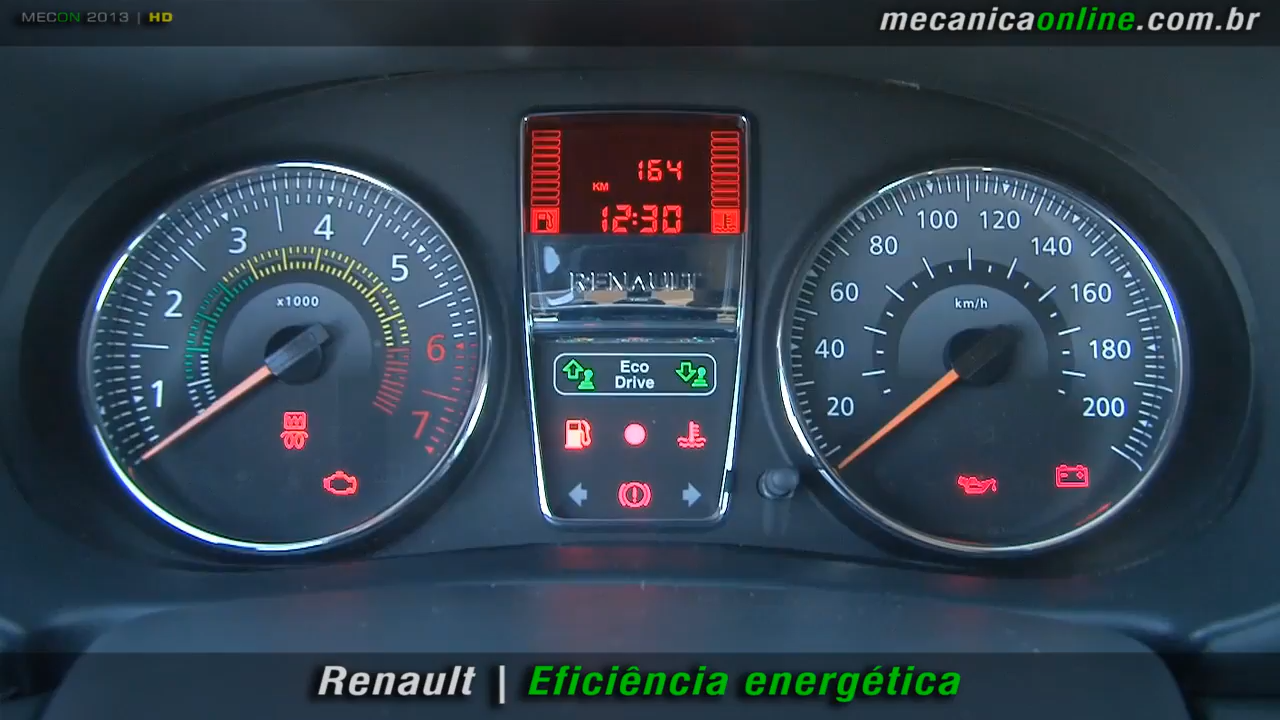 MECON 2013 | HD
mecanicaonline.com.br
164
KM
12:30
RENAULT
1
2
3
4
5
6
7
x1000
Eco
Drive
20
40
60
80
100
120
140
160
180
200
km/h
Renault | Eficiência energética